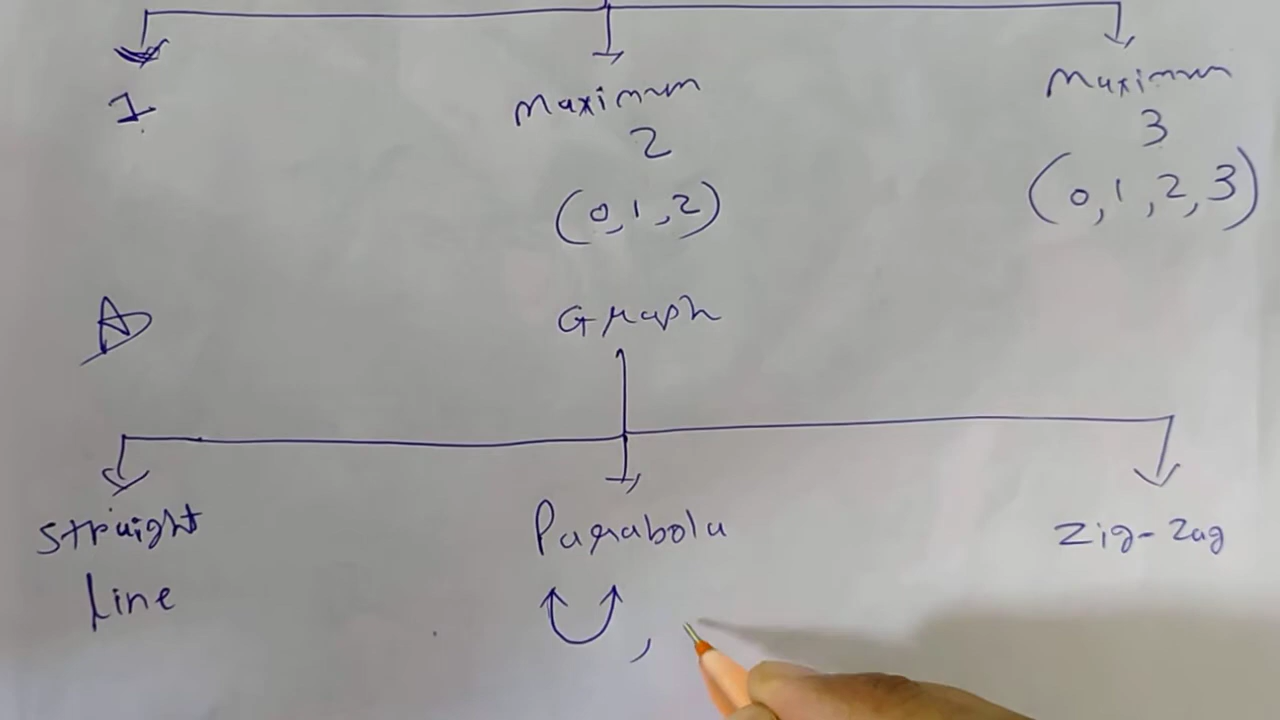 1 Maximum Maximum
2 3
(0,1,2) (0,1,2,3)
Graph
Straight Parabola Zig-Zag
Line
,